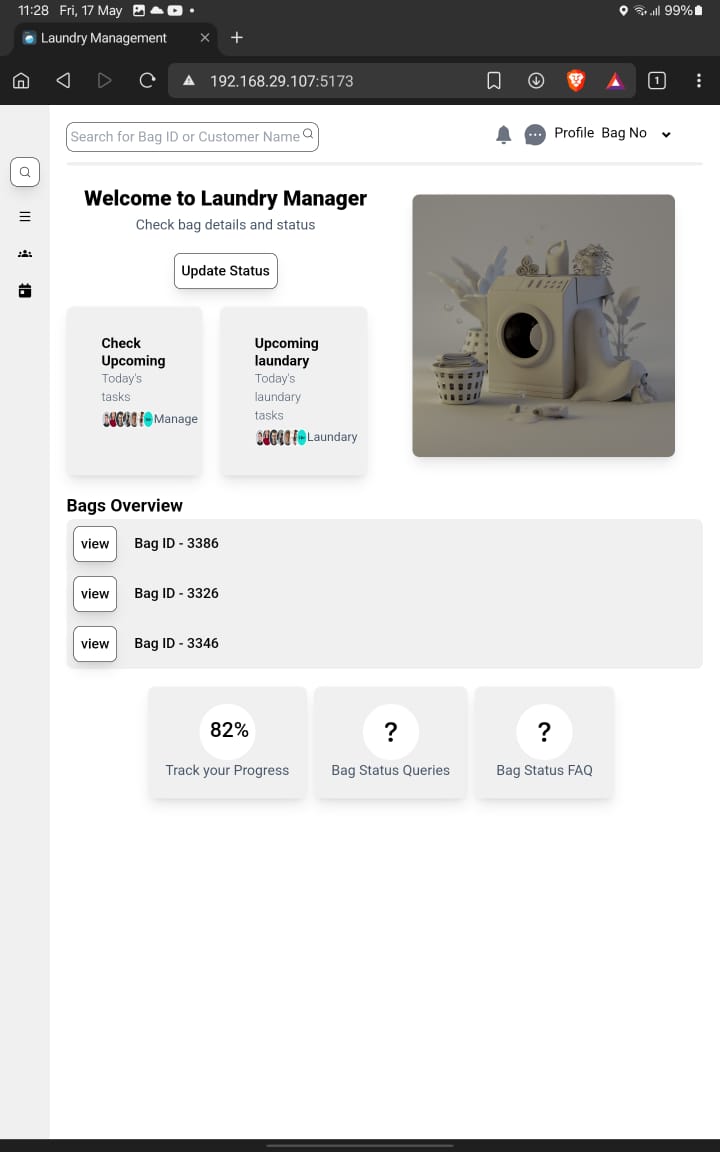 11:28 Fri, 17 May
99%
Laundry Management
192.168.29.107:5173
1
Search for Bag ID or Customer Name
Profile Bag No
Welcome to Laundry Manager
Check bag details and status
Update Status
Check
Upcoming
Today's
tasks
Manage
Upcoming
laundary
Today's
laundary
tasks
Laundary
Bags Overview
view Bag ID - 3386
view Bag ID - 3326
view Bag ID - 3346
82%
Track your Progress
?
Bag Status Queries
?
Bag Status FAQ